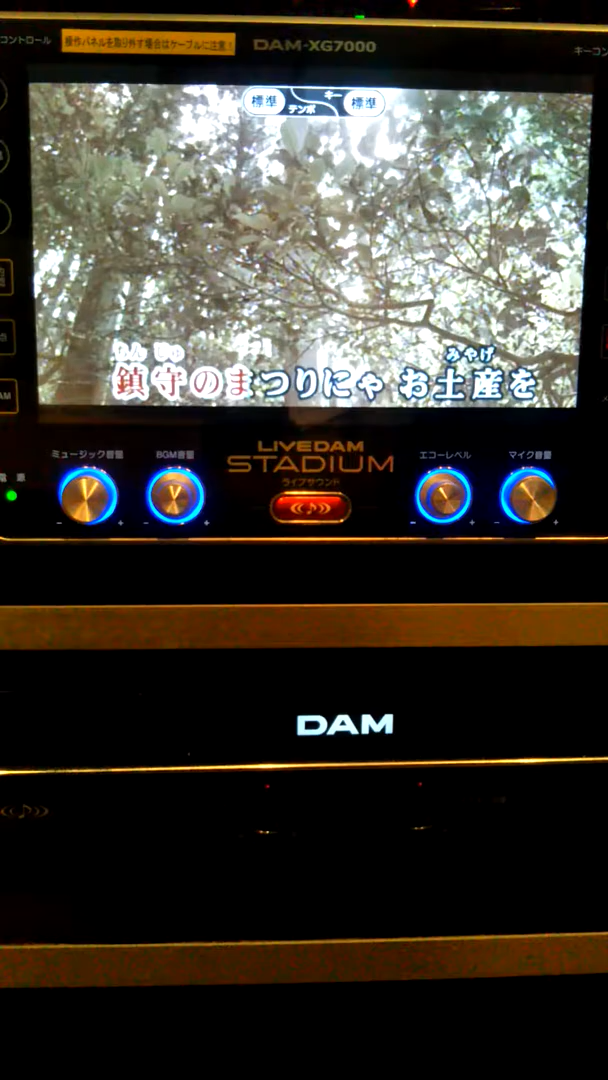 コントロール
操作パネルを取り外す場合はケーブルに注意!
DAM-XG7000
キーコン
標準
キー
テンポ
標準
ちん じゅ みやげ
鎮守のまつりにゃ お土産を
ミュージック音量
BGM音量
LIVEDAM
STADIUM
ライブサウンド
エコーレベル
マイク音量
電源
- +
- +
- +
- +
AM
DAM